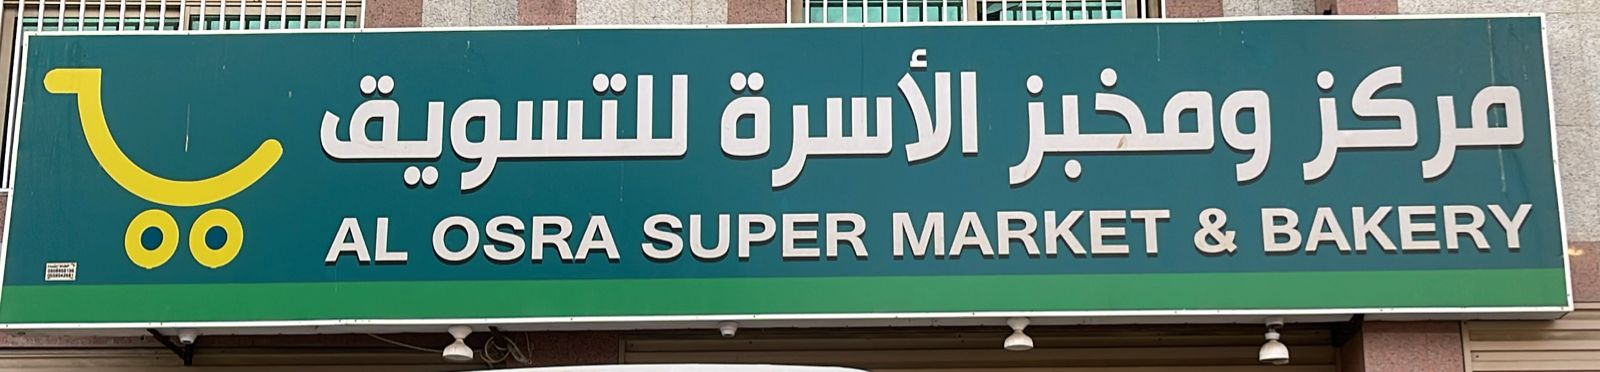 مركز ومخبز الأسرة للتسويق
AL OSRA SUPER MARKET & BAKERY